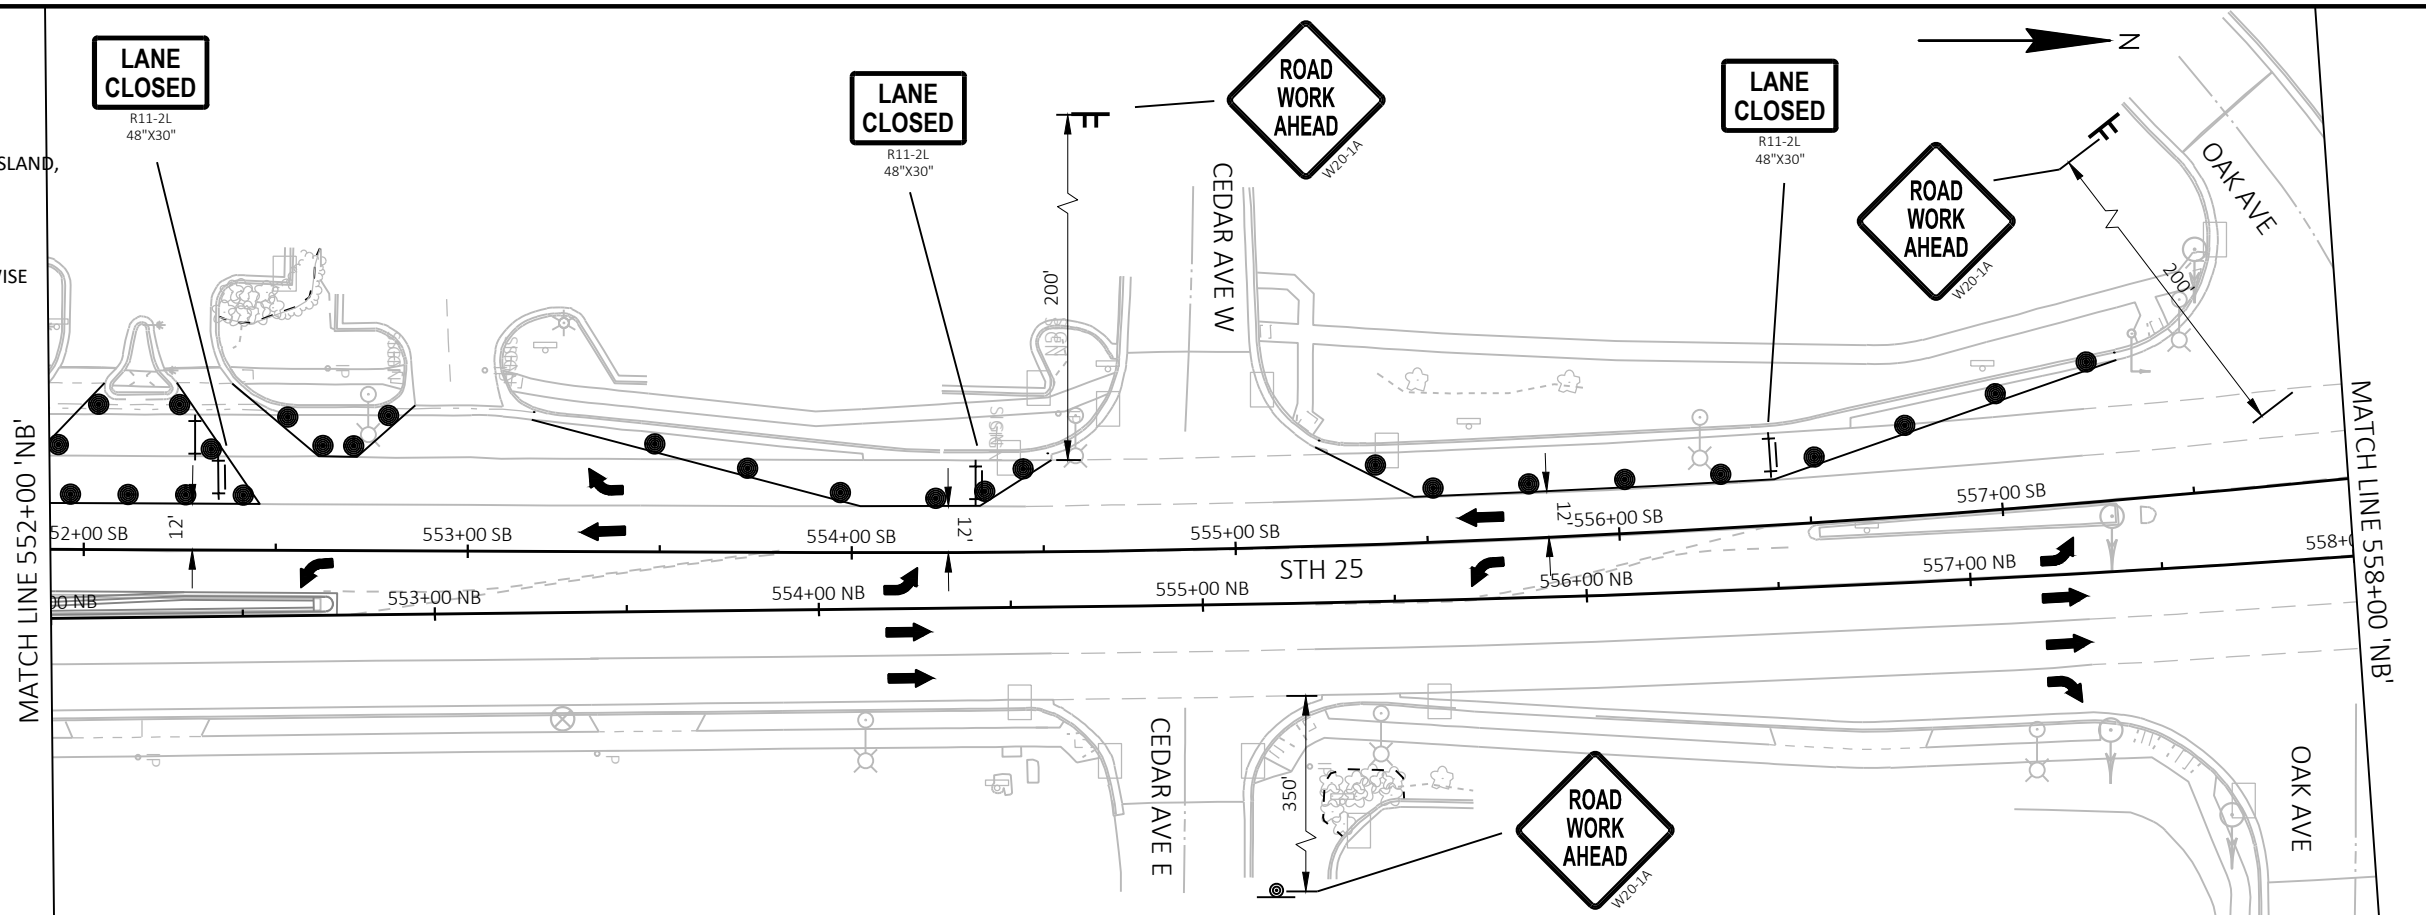 LANE
CLOSED
R11-2L
48"X30"
LANE
CLOSED
R11-2L
48"X30"
ROAD
WORK
AHEAD
W20-1A
LANE
CLOSED
R11-2L
48"X30"
ROAD
WORK
AHEAD
W20-1A
N
SLAND,
OAK AVE
200'
CEDAR AVE W
200'
MATCH LINE 552+00 'NB'
MATCH LINE 558+00 'NB'
12'
12'
12'
52+00 SB
553+00 SB
554+00 SB
555+00 SB
556+00 SB
557+00 SB
STH 25
00 NB
553+00 NB
554+00 NB
555+00 NB
556+00 NB
557+00 NB
558+0
CEDAR AVE E
350'
ROAD
WORK
AHEAD
W20-1A
OAK AVE